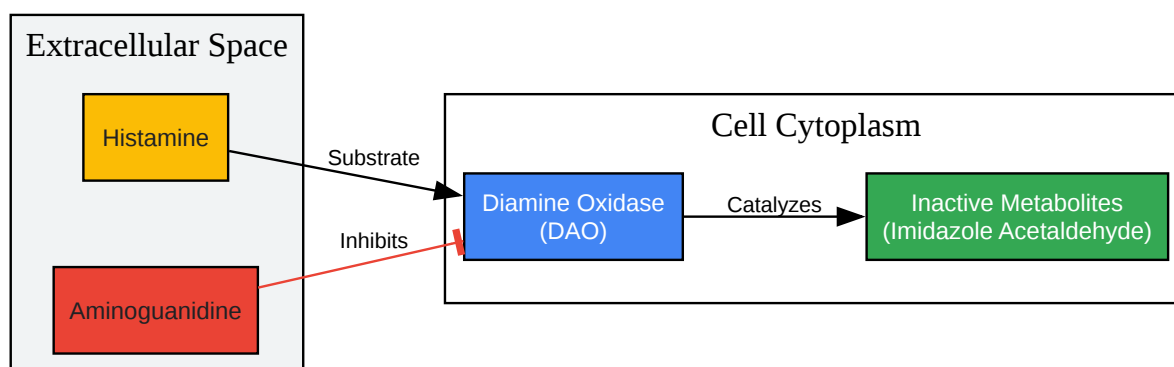 Extracellular Space
Histamine
Substrate
Inhibits
Aminoguanidine
Cell Cytoplasm
Diamine Oxidase
(DAO)
Catalyzes
Inactive Metabolites
(Imidazole Acetaldehyde)